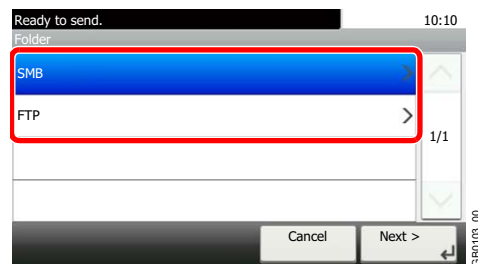 Ready to send.
10:10
Folder
SMB
FTP
1/1
Cancel
Next >
GB0103_00